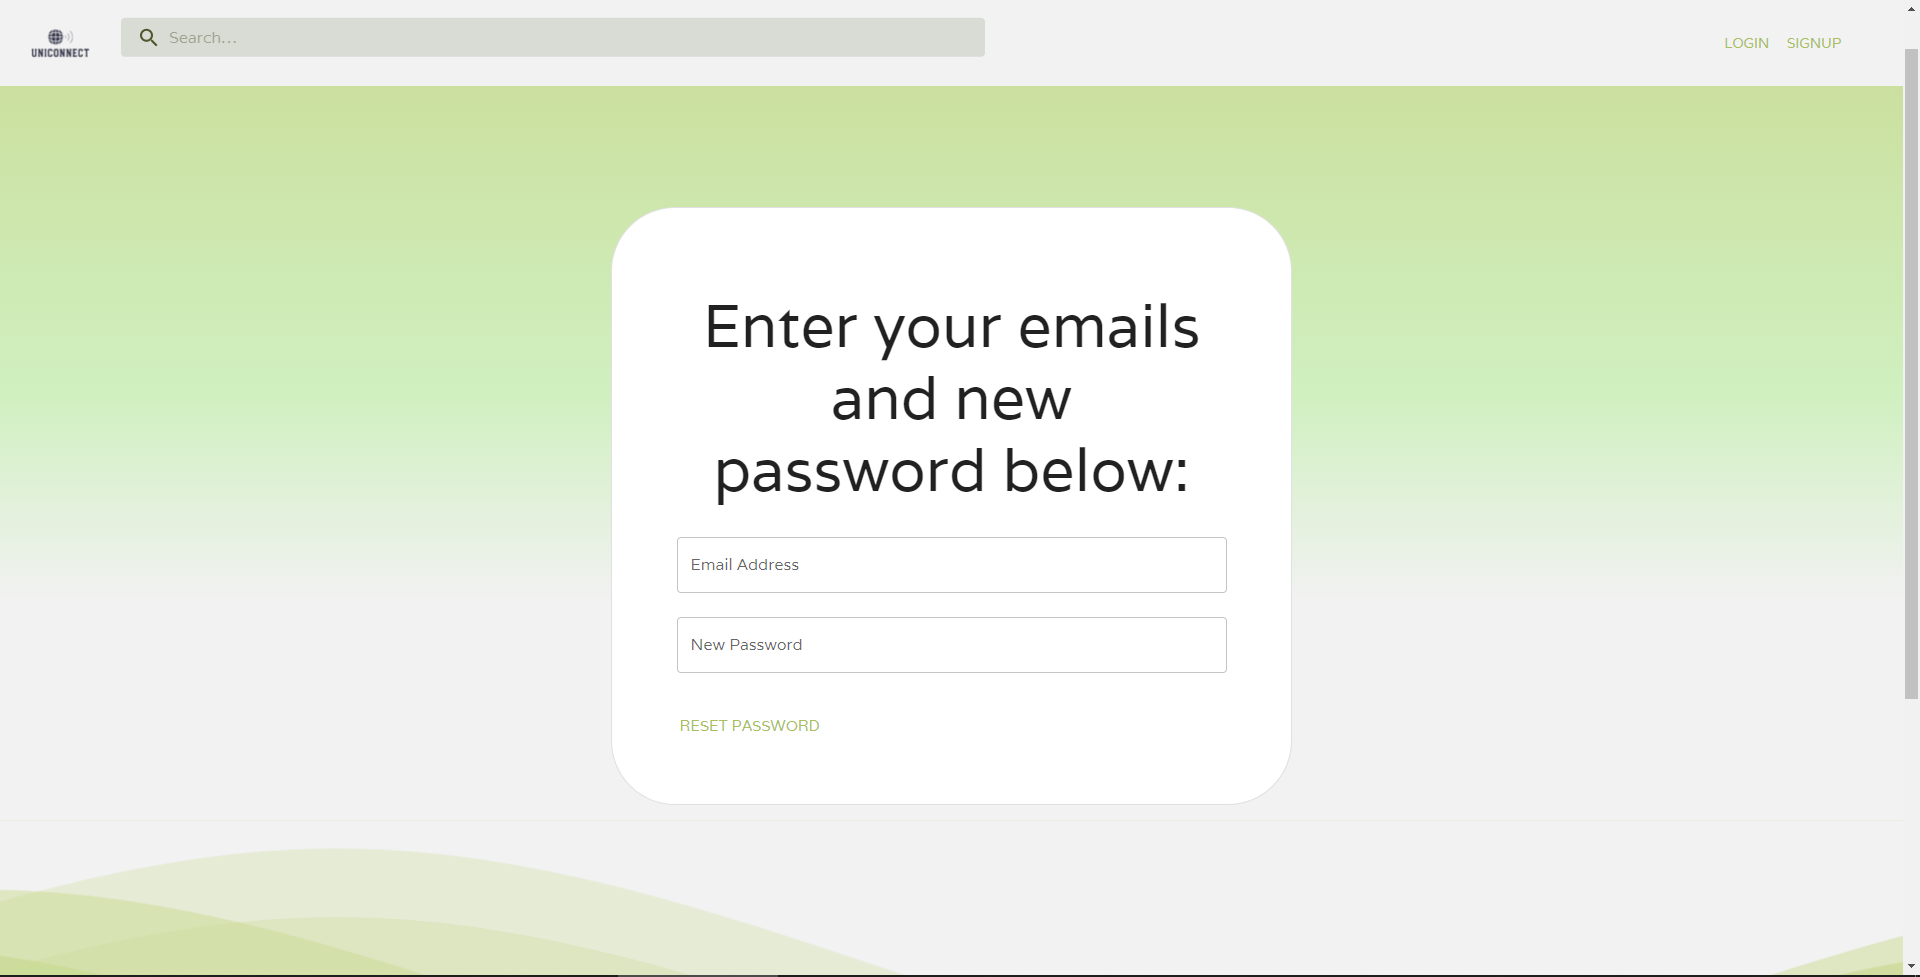 UNICONNECT
Search...
LOGIN
SIGNUP
Enter your emails
and new
password below:
Email Address
New Password
RESET PASSWORD